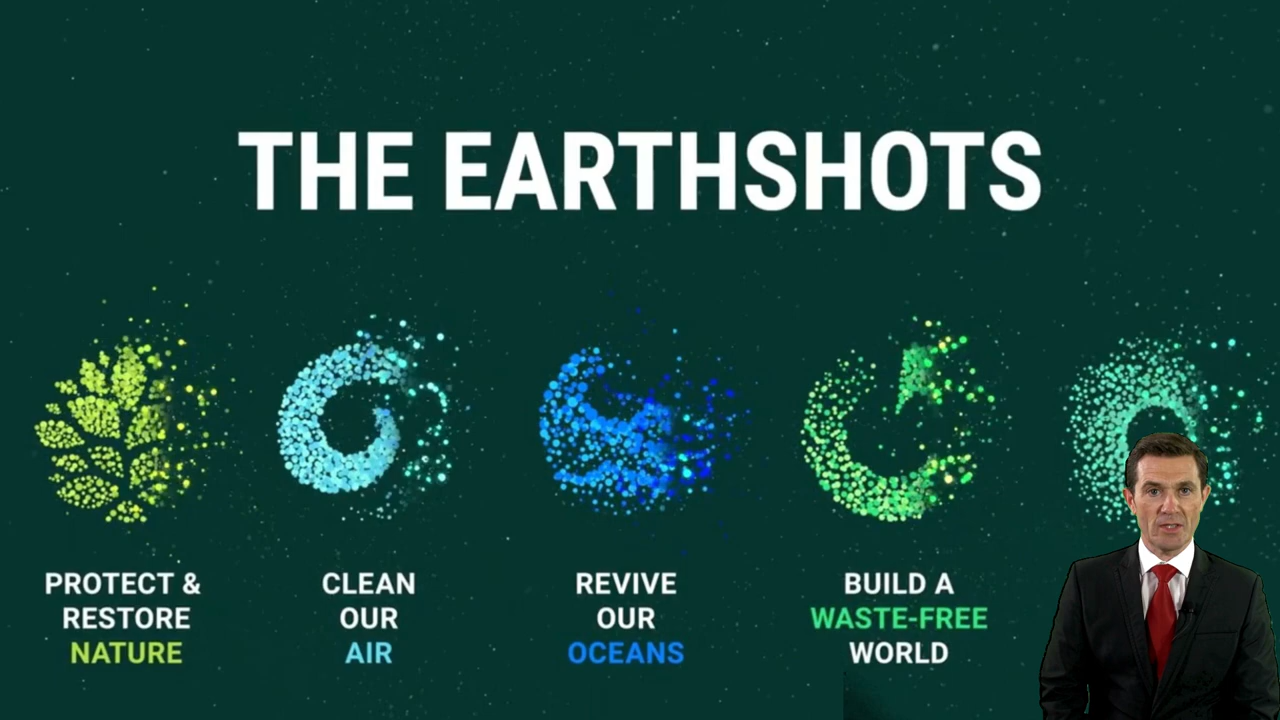 THE EARTHSHOTS
PROTECT &
RESTORE
NATURE
CLEAN
OUR
AIR
REVIVE
OUR
OCEANS
BUILD A
WASTE-FREE
WORLD